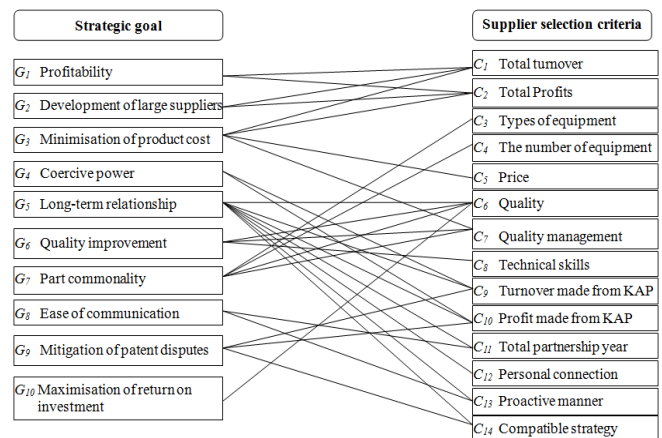 Strategic goal
G1 Profitability
G2 Development of large suppliers
G3 Minimisation of product cost
G4 Coercive power
G5 Long-term relationship
G6 Quality improvement
G7 Part commonality
G8 Ease of communication
G9 Mitigation of patent disputes
G10 Maximisation of return on
investment
Supplier selection criteria
C1 Total turnover
C2 Total Profits
C3 Types of equipment
C4 The number of equipment
C5 Price
C6 Quality
C7 Quality management
C8 Technical skills
C9 Turnover made from KAP
C10 Profit made from KAP
C11 Total partnership year
C12 Personal connection
C13 Proactive manner
C14 Compatible strategy